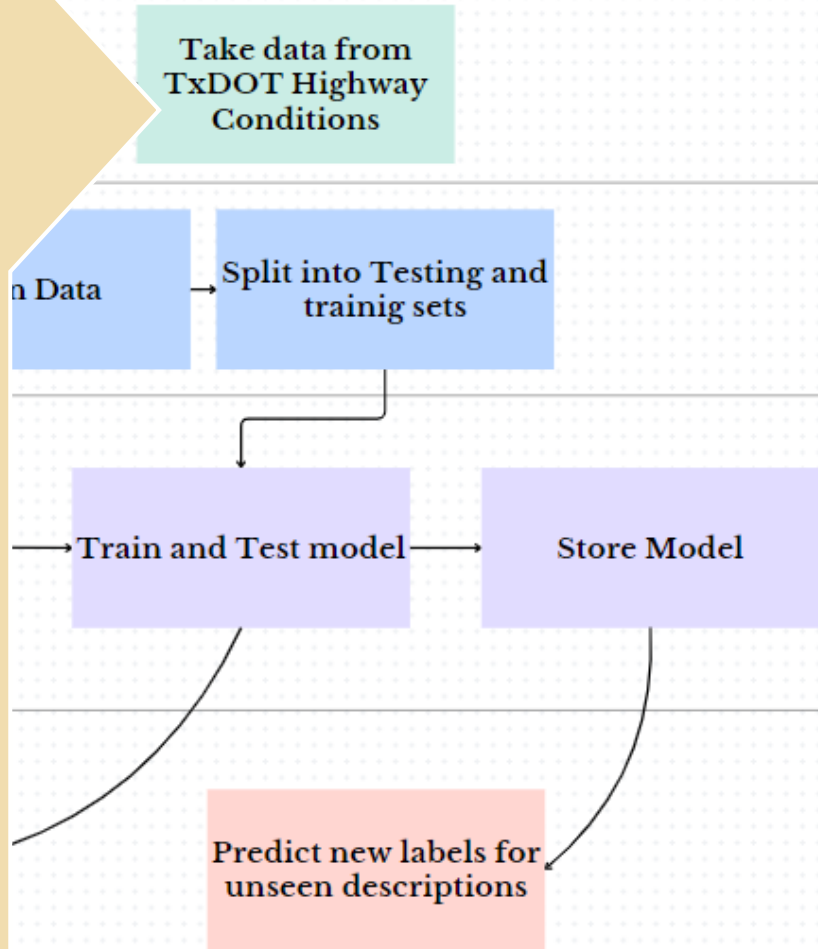 Take data from
TxDOT Highway
Conditions
n Data
Split into Testing and
trainig sets
Train and Test model
Store Model
Predict new labels for
unseen descriptions